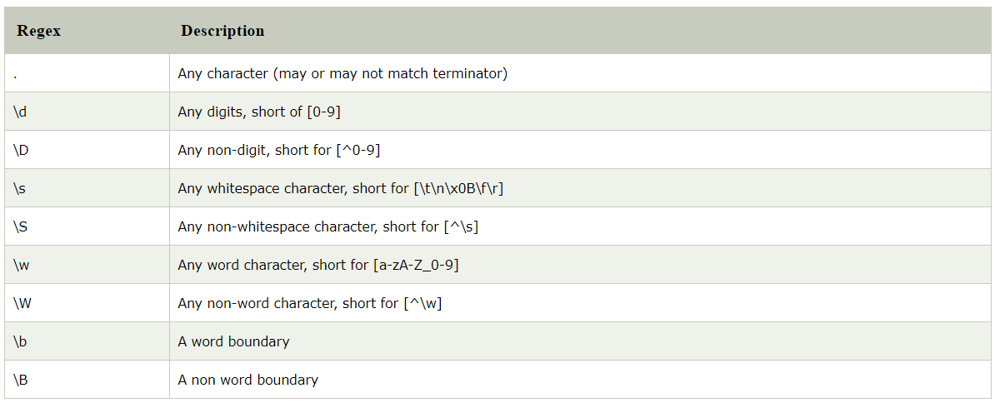 Regex Description
. Any character (may or may not match terminator)
\d Any digits, short of [0-9]
\D Any non-digit, short for [^0-9]
\s Any whitespace character, short for [\t\n\x0B\f\r]
\S Any non-whitespace character, short for [^\s]
\w Any word character, short for [a-zA-Z_0-9]
\W Any non-word character, short for [^\w]
\b A word boundary
\B A non word boundary